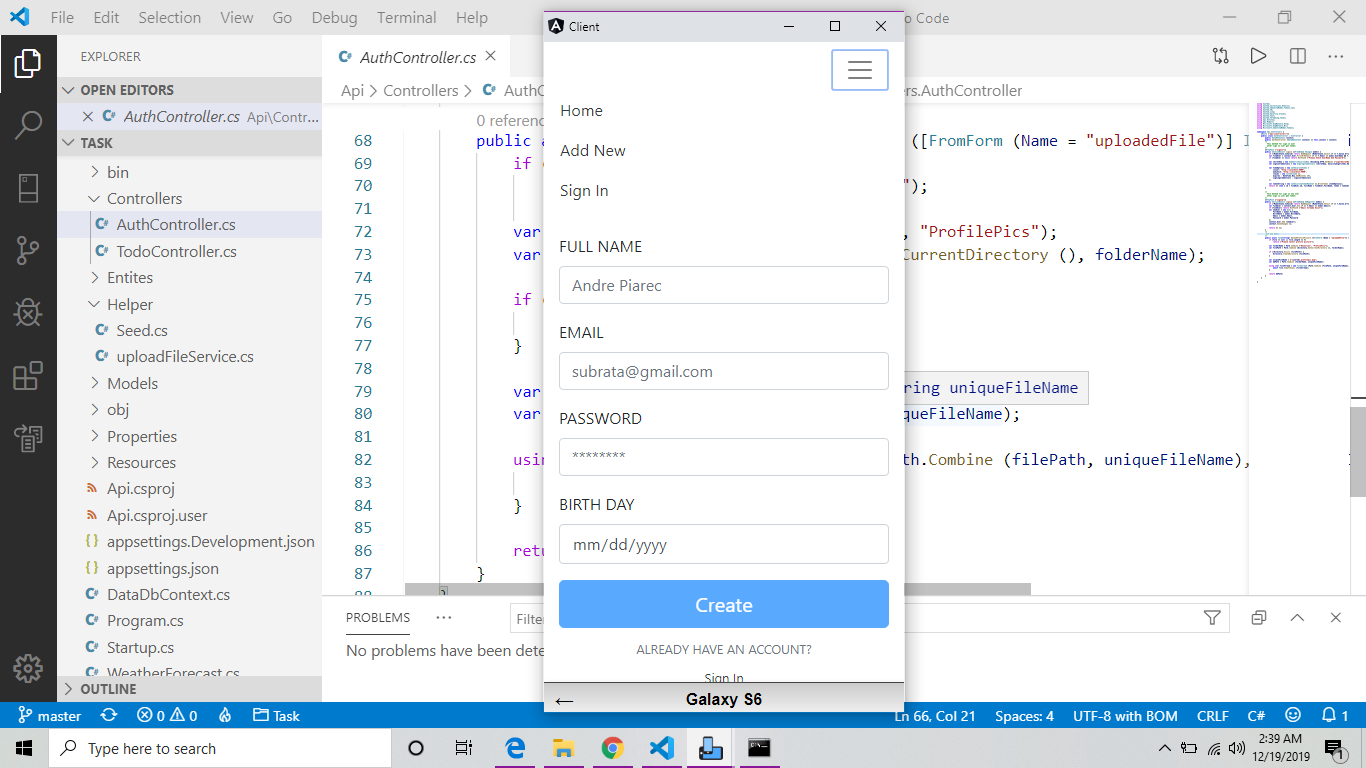 File Edit Selection View Go Debug Terminal Help
Client
o Code
EXPLORER
OPEN EDITORS
AuthController.cs Api\Contr...
TASK
bin
Controllers
AuthController.cs
TodoController.cs
Entites
Helper
Seed.cs
uploadFileService.cs
Models
obj
Properties
Resources
Api.csproj
Api.csproj.user
appsettings.Development.json
appsettings.json
DataDbContext.cs
Program.cs
Startup.cs
WeatherForecast.cs
OUTLINE
AuthController.cs
Api > Controllers > AuthC
ers.AuthController
0 referenc
68 public a
([FromForm (Name = "uploadedFile")] I
69 if (
70 ");
71
72 var , "ProfilePics");
73 var CurrentDirectory (), folderName);
74
75 if (
76
77 }
78
79 var
ring uniqueFileName
80 var queFileName);
81
82 usin th.Combine (filePath, uniqueFileName),
83
84 }
85
86 retu
87 }
88 }
Home
Add New
Sign In
FULL NAME
Andre Piarec
EMAIL
subrata@gmail.com
PASSWORD
********
BIRTH DAY
mm/dd/yyyy
Create
ALREADY HAVE AN ACCOUNT?
Sign In
← Galaxy S6
PROBLEMS ...
Filter
No problems have been dete
master 0 0 Task
Ln 66, Col 21 Spaces: 4 UTF-8 with BOM CRLF C# 1
Type here to search
2:39 AM
12/19/2019
1